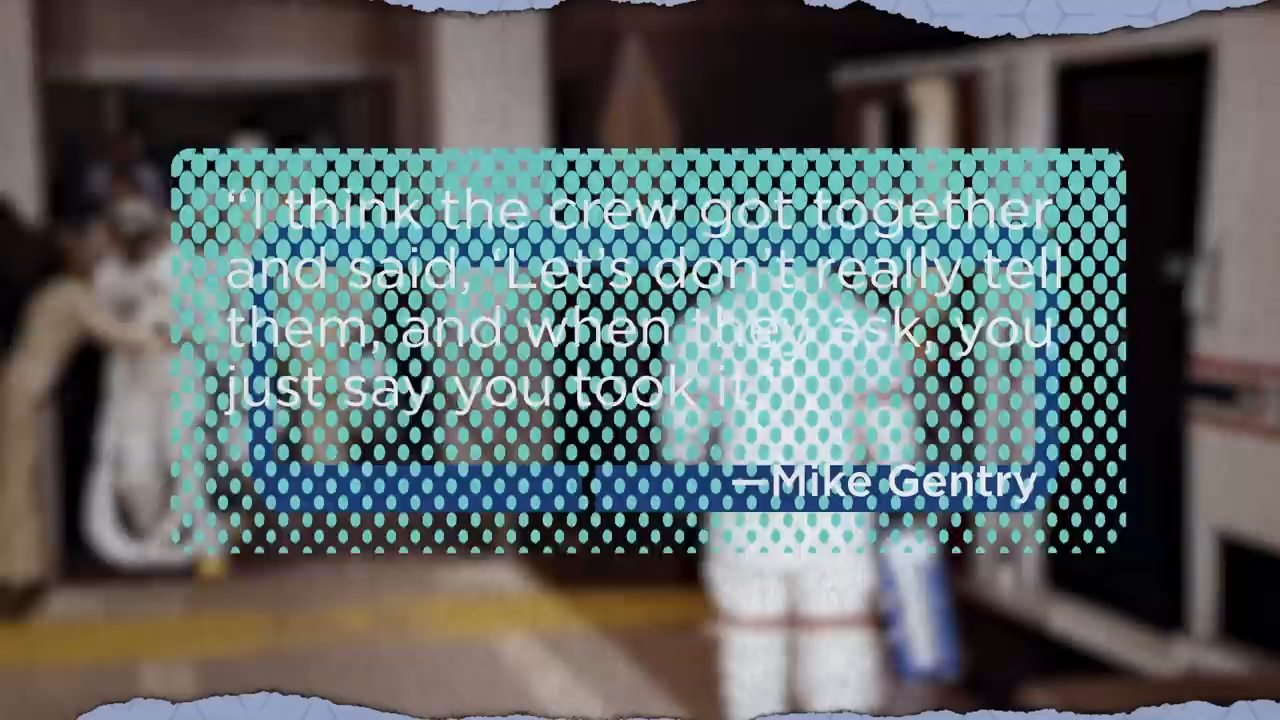 “I think the crew got together
and said, ‘Let’s don’t really tell
them, and when they ask, you
just say you took it.’”
—Mike Gentry